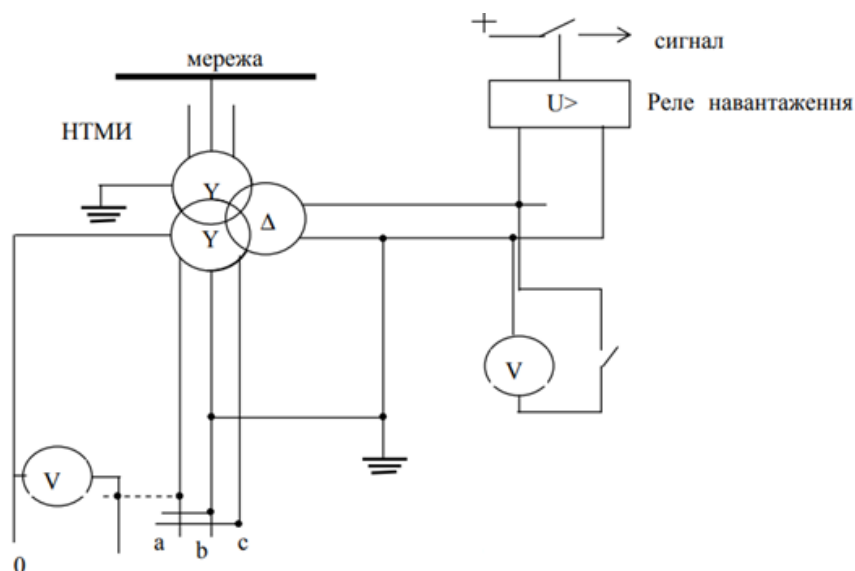 +
сигнал
мережа
U>
Реле навантаження
НТМИ
Y
Δ
Y
V
V
a
b
c
0